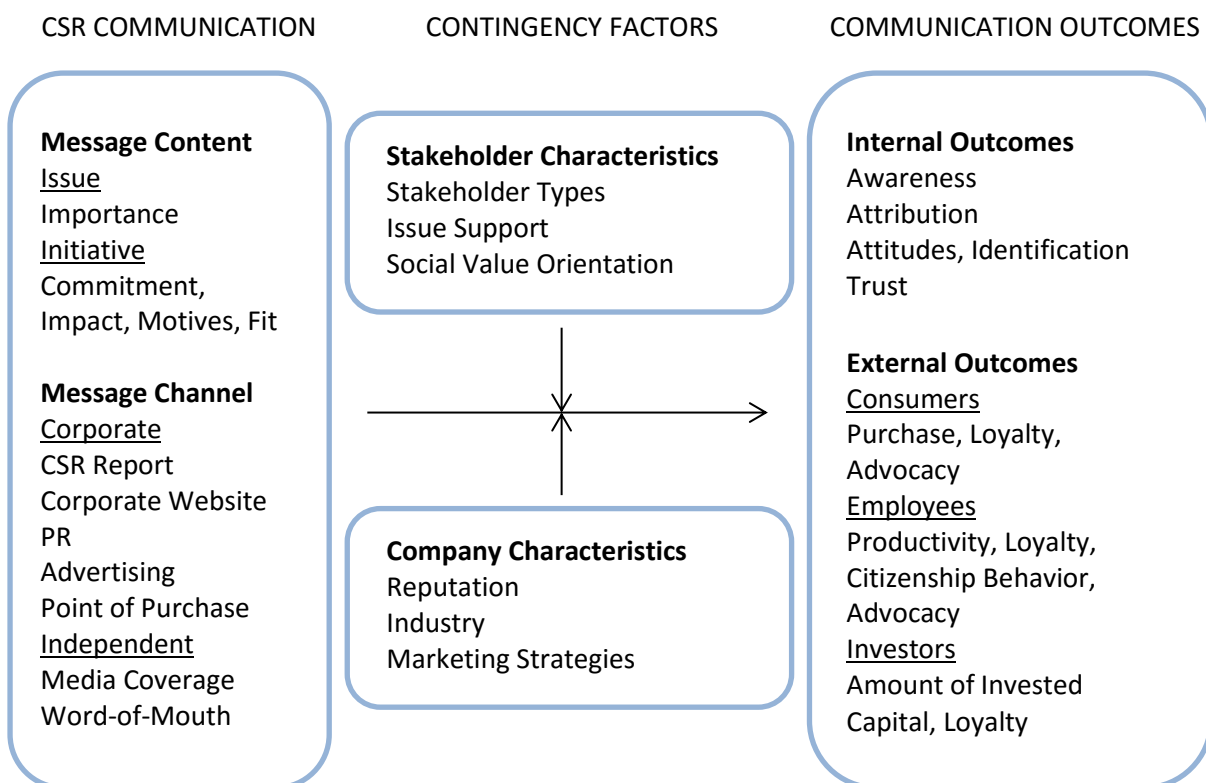 CSR COMMUNICATION
CONTINGENCY FACTORS
COMMUNICATION OUTCOMES
Message Content
Issue
Importance
Initiative
Commitment,
Impact, Motives, Fit
Message Channel
Corporate
CSR Report
Corporate Website
PR
Advertising
Point of Purchase
Independent
Media Coverage
Word-of-Mouth
Stakeholder Characteristics
Stakeholder Types
Issue Support
Social Value Orientation
Company Characteristics
Reputation
Industry
Marketing Strategies
Internal Outcomes
Awareness
Attribution
Attitudes, Identification
Trust
External Outcomes
Consumers
Purchase, Loyalty,
Advocacy
Employees
Productivity, Loyalty,
Citizenship Behavior,
Advocacy
Investors
Amount of Invested
Capital, Loyalty